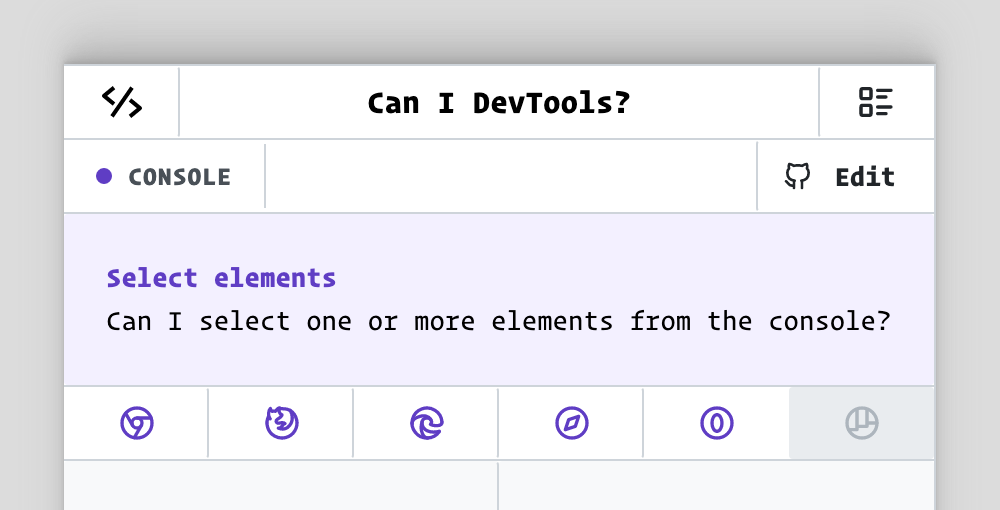 Can I DevTools?
CONSOLE
Edit
Select elements
Can I select one or more elements from the console?